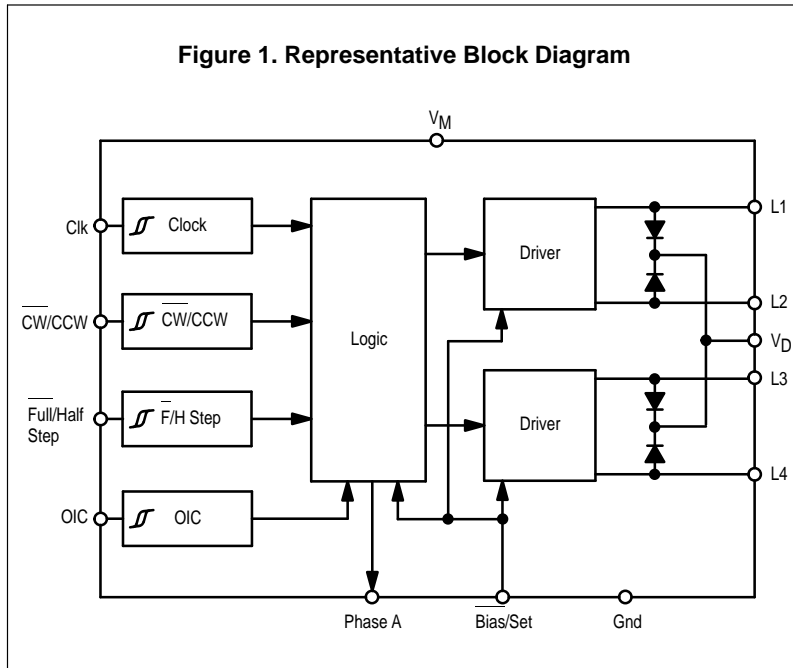 Figure 1. Representative Block Diagram
VM
Clk
Clock
CW/CCW
CW/CCW
Full/Half
Step
F/H Step
OIC
OIC
Logic
Driver
Driver
L1
L2
VD
L3
L4
Phase A
Bias/Set
Gnd